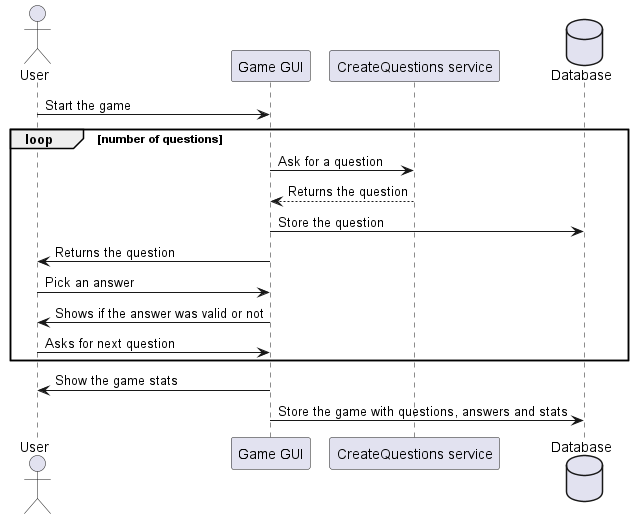 User
Game GUI
CreateQuestions service
Database
Start the game
loop
[number of questions]
Ask for a question
Returns the question
Store the question
Returns the question
Pick an answer
Shows if the answer was valid or not
Asks for next question
Show the game stats
Store the game with questions, answers and stats
User
Game GUI
CreateQuestions service
Database